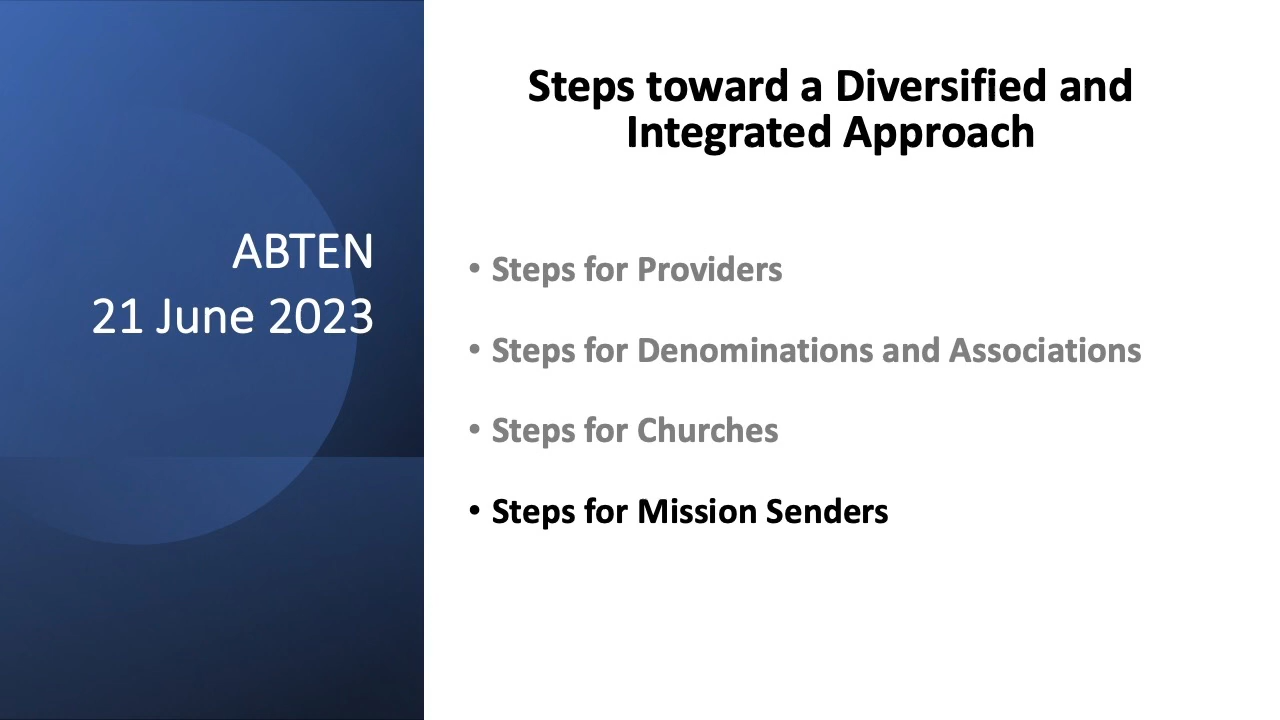 ABTEN
21 June 2023
Steps toward a Diversified and
Integrated Approach
• Steps for Providers
• Steps for Denominations and Associations
• Steps for Churches
• Steps for Mission Senders